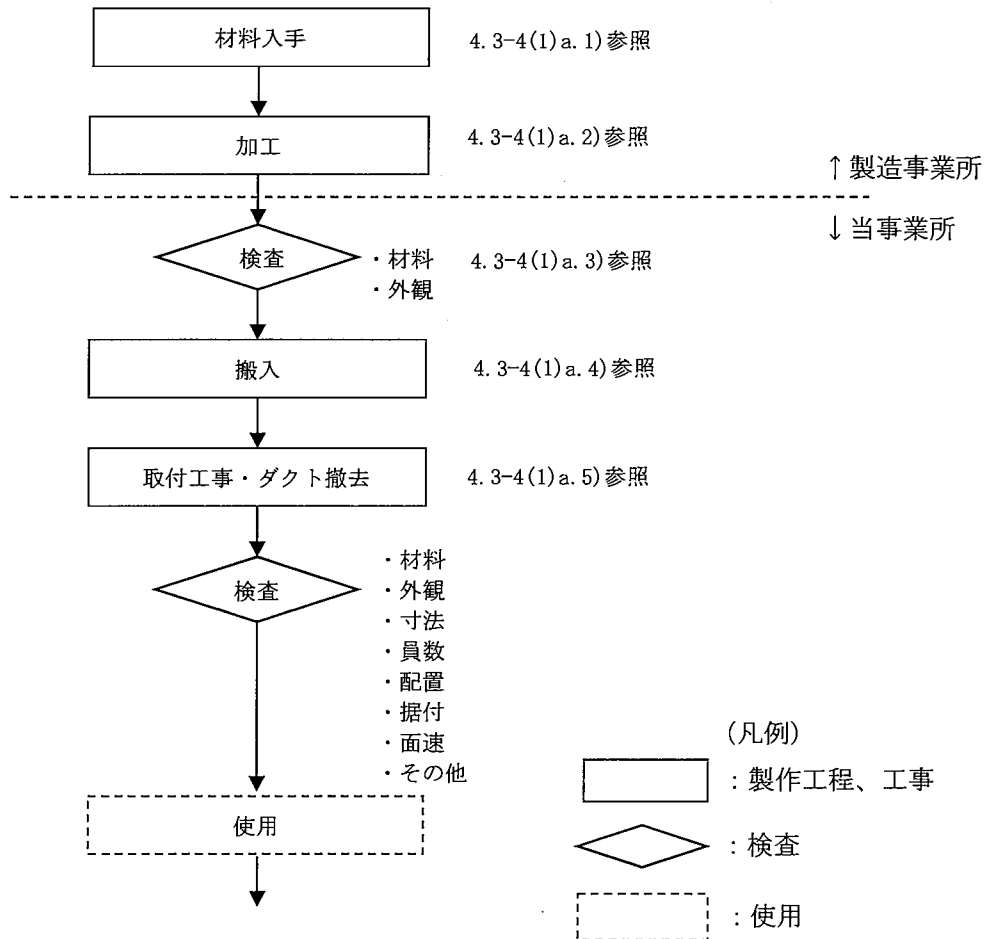 材料入手
4.3-4(1)a.1)参照
加工
4.3-4(1)a.2)参照
↑製造事業所
↓当事業所
検査
・材料
・外観
4.3-4(1)a.3)参照
搬入
4.3-4(1)a.4)参照
取付工事・ダクト撤去
4.3-4(1)a.5)参照
検査
・材料
・外観
・寸法
・員数
・配置
・据付
・面速
・その他
使用
(凡例)
：製作工程、工事
：検査
：使用